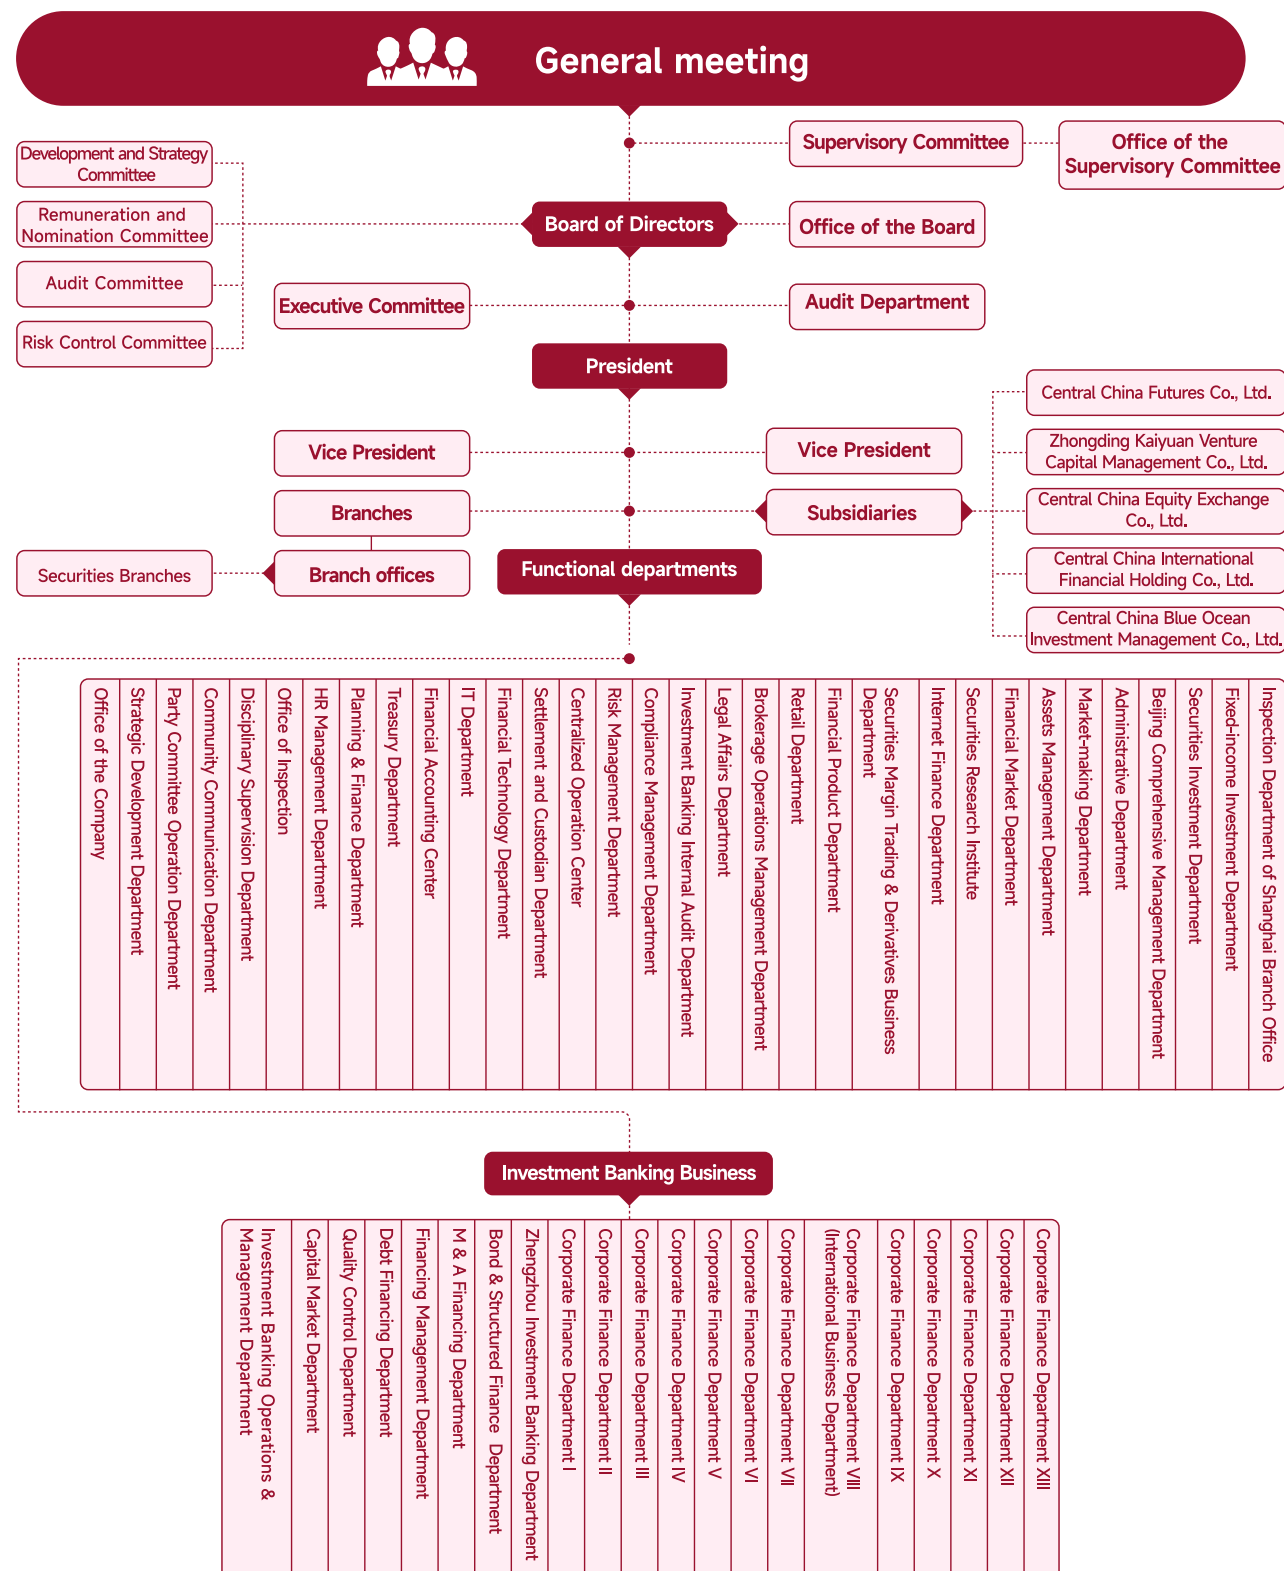 General meeting
Supervisory Committee
Office of the
Supervisory Committee
Development and Strategy
Committee
Remuneration and
Nomination Committee
Audit Committee
Risk Control Committee
Board of Directors
Office of the Board
Executive Committee
Audit Department
President
Vice President
Vice President
Branches
Subsidiaries
Central China Futures Co., Ltd.
Zhongding Kaiyuan Venture
Capital Management Co., Ltd.
Central China Equity Exchange
Co., Ltd.
Central China International
Financial Holding Co., Ltd.
Central China Blue Ocean
Investment Management Co., Ltd.
Securities Branches
Branch offices
Functional departments
Office of the Company
Strategic Development Department
Party Committee Operation Department
Community Communication Department
Disciplinary Supervision Department
Office of Inspection
HR Management Department
Planning & Finance Department
Treasury Department
Financial Accounting Center
IT Department
Financial Technology Department
Settlement and Custodian Department
Centralized Operation Center
Risk Management Department
Compliance Management Department
Investment Banking Internal Audit Department
Legal Affairs Department
Brokerage Operations Management Department
Retail Department
Financial Product Department
Securities Margin Trading & Derivatives Business
Department
Internet Finance Department
Securities Research Institute
Financial Market Department
Assets Management Department
Market-making Department
Administrative Department
Beijing Comprehensive Management Department
Securities Investment Department
Fixed-income Investment Department
Inspection Department of Shanghai Branch Office
Investment Banking Business
Investment Banking Operations &
Management Department
Capital Market Department
Quality Control Department
Debt Financing Department
Financing Management Department
M & A Financing Department
Bond & Structured Finance Department
Zhengzhou Investment Banking Department
Corporate Finance Department I
Corporate Finance Department II
Corporate Finance Department III
Corporate Finance Department IV
Corporate Finance Department V
Corporate Finance Department VI
Corporate Finance Department VII
Corporate Finance Department VIII
(International Business Department)
Corporate Finance Department IX
Corporate Finance Department X
Corporate Finance Department XI
Corporate Finance Department XII
Corporate Finance Department XIII